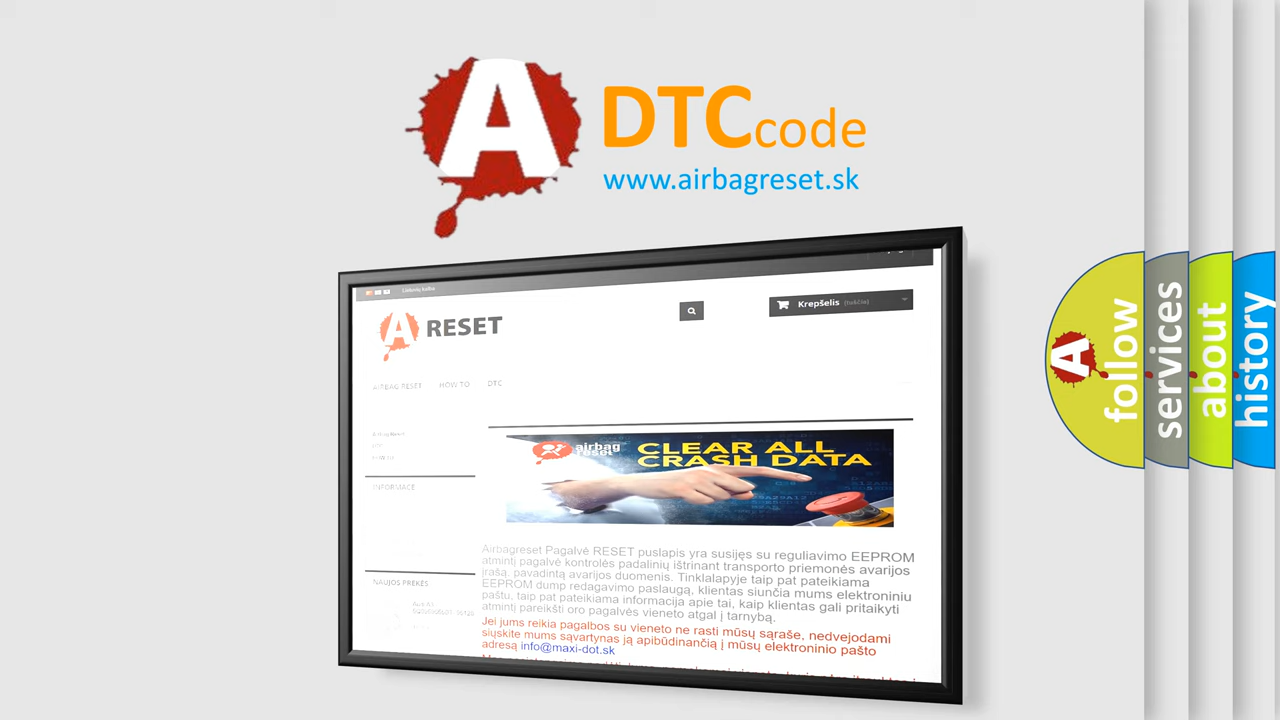 A
DTCcode
www.airbagreset.sk
Lietuvių kalba
Krepšelis (tuščia)
A RESET
AIRBAG RESET HOW TO DTC
INFORMACE
airbag
reset
CLEAR ALL
CRASH DATA
NAUJOS PREKĖS
Airbagreset Pagalvė RESET puslapis yra susijęs su reguliavimo EEPROM
atmintį pagalvė kontrolės padalinių ištrinant transporto priemonės avarijos
įrašą, pavadintą avarijos duomenis. Tinklalapyje taip pat pateikiama
EEPROM dump redagavimo paslaugą, klientas siunčia mums elektroniniu
paštu, taip pat pateikiama informacija apie tai, kaip klientas gali pritaikyti
atmintį pareikšti oro pagalvės vieneto atgal į tarnybą.
Jei jums reikia pagalbos su vieneto ne rasti mūsų sąraše, nedvejodami
siųskite mums sąvartynas ją apibūdinančią į mūsų elektroninio pašto
adresą info@maxi-dot.sk
A
follow
services
about
history